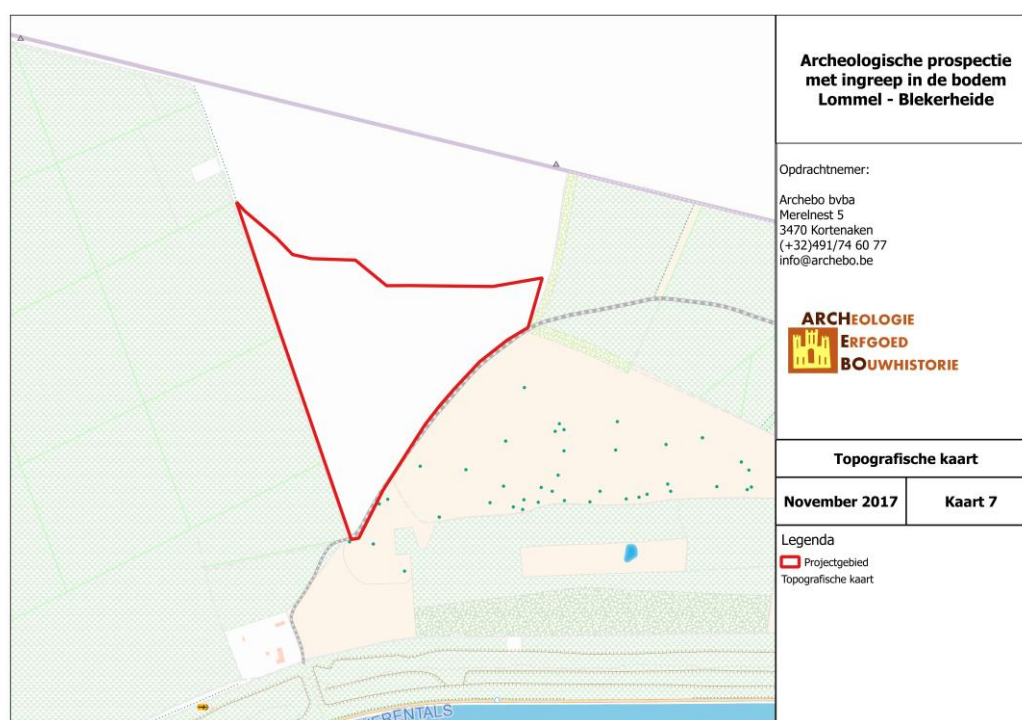 Archeologische prospectie
met ingreep in de bodem
Lommel - Blekerheide
Opdrachtnemer:
Archebo bvba
Merelnest 5
3470 Kortenaken
(+32)491/74 60 77
info@archebo.be
ARCHEOLOGIE
ERFGOED
BOUWHISTORIE
Topografische kaart
November 2017
Kaart 7
Legenda
Projectgebied
Topografische kaart